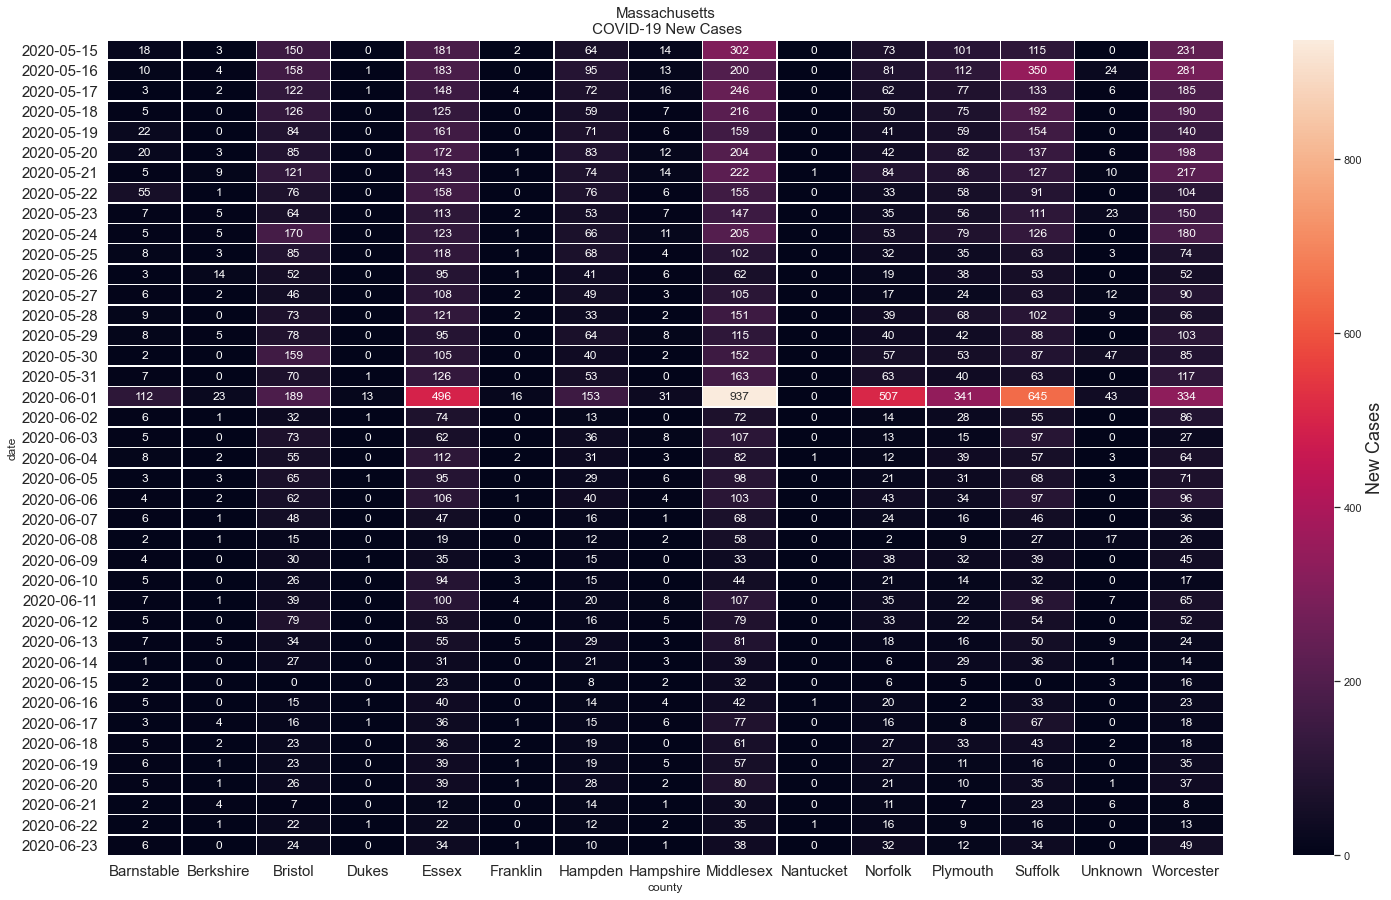 Massachusetts
COVID-19 New Cases
2020-05-15 18 3 150 0 181 2 64 14 302 0 73 101 115 0 231
2020-05-16 10 4 158 1 183 0 95 13 200 0 81 112 350 24 281
2020-05-17 3 2 122 1 148 4 72 16 246 0 62 77 133 6 185
2020-05-18 5 0 126 0 125 0 59 7 216 0 50 75 192 0 190
2020-05-19 22 0 84 0 161 0 71 6 159 0 41 59 154 0 140
2020-05-20 20 3 85 0 172 1 83 12 204 0 42 82 137 6 198
2020-05-21 5 9 121 0 143 1 74 14 222 1 84 86 127 10 217
2020-05-22 55 1 76 0 158 0 76 6 155 0 33 58 91 0 104
2020-05-23 7 5 64 0 113 2 53 7 147 0 35 56 111 23 150
2020-05-24 5 5 170 0 123 1 66 11 205 0 53 79 126 0 180
2020-05-25 8 3 85 0 118 1 68 4 102 0 32 35 63 3 74
2020-05-26 3 14 52 0 95 1 41 6 62 0 19 38 53 0 52
2020-05-27 6 2 46 0 108 2 49 3 105 0 17 24 63 12 90
2020-05-28 9 0 73 0 121 2 33 2 151 0 39 68 102 9 66
2020-05-29 8 5 78 0 95 0 64 8 115 0 40 42 88 0 103
2020-05-30 2 0 159 0 105 0 40 2 152 0 57 53 87 47 85
2020-05-31 7 0 70 1 126 0 53 0 163 0 63 40 63 0 117
2020-06-01 112 23 189 13 496 16 153 31 937 0 507 341 645 43 334
2020-06-02 6 1 32 1 74 0 13 0 72 0 14 28 55 0 86
2020-06-03 5 0 73 0 62 0 36 8 107 0 13 15 97 0 27
2020-06-04 8 2 55 0 112 2 31 3 82 1 12 39 57 3 64
2020-06-05 3 3 65 1 95 0 29 6 98 0 21 31 68 3 71
2020-06-06 4 2 62 0 106 1 40 4 103 0 43 34 97 0 96
2020-06-07 6 1 48 0 47 0 16 1 68 0 24 16 46 0 36
2020-06-08 2 1 15 0 19 0 12 2 58 0 2 9 27 17 26
2020-06-09 4 0 30 1 35 3 15 0 33 0 38 32 39 0 45
2020-06-10 5 0 26 0 94 3 15 0 44 0 21 14 32 0 17
2020-06-11 7 1 39 0 100 4 20 8 107 0 35 22 96 7 65
2020-06-12 5 0 79 0 53 0 16 5 79 0 33 22 54 0 52
2020-06-13 7 5 34 0 55 5 29 3 81 0 18 16 50 9 24
2020-06-14 1 0 27 0 31 0 21 3 39 0 6 29 36 1 14
2020-06-15 2 0 0 0 23 0 8 2 32 0 6 5 0 3 16
2020-06-16 5 0 15 1 40 0 14 4 42 1 20 2 33 0 23
2020-06-17 3 4 16 1 36 1 15 6 77 0 16 8 67 0 18
2020-06-18 5 2 23 0 36 2 19 0 61 0 27 33 43 2 18
2020-06-19 6 1 23 0 39 1 19 5 57 0 27 11 16 0 35
2020-06-20 5 1 26 0 39 1 28 2 80 0 21 10 35 1 37
2020-06-21 2 4 7 0 12 0 14 1 30 0 11 7 23 6 8
2020-06-22 2 1 22 1 22 0 12 2 35 1 16 9 16 0 13
2020-06-23 6 0 24 0 34 1 10 1 38 0 32 12 34 0 49
Barnstable Berkshire Bristol Dukes Essex Franklin Hampden Hampshire Middlesex Nantucket Norfolk Plymouth Suffolk Unknown Worcester
county
date
800
600
400
200
0
New Cases